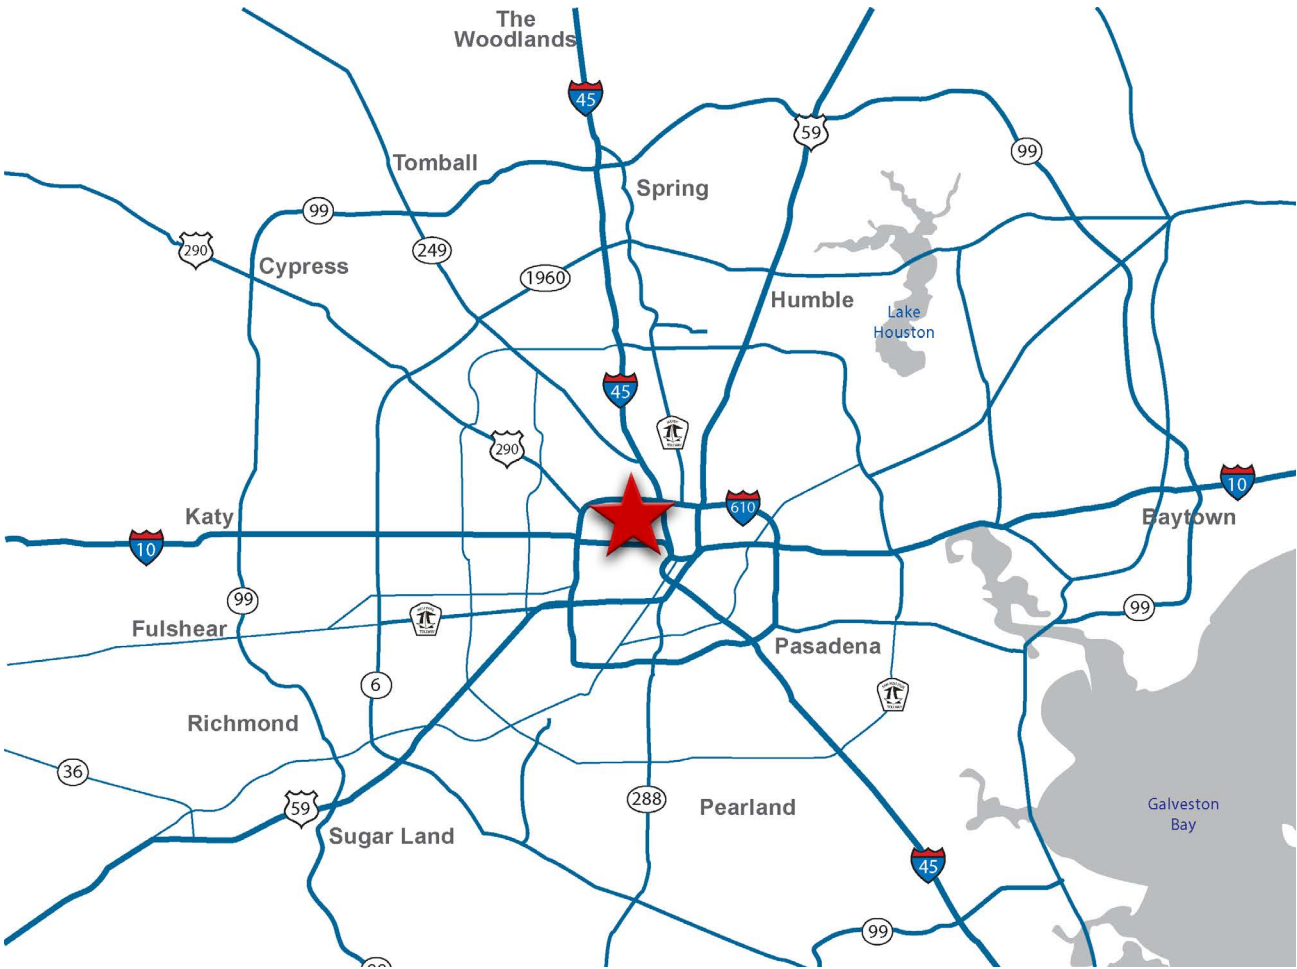 The
Woodlands
45
59
99
Tomball
Spring
99
249
290
Cypress
1960
Humble
Lake
Houston
45
290
10
610
Katy
Baytown
10
99
99
Fulshear
Pasadena
6
Richmond
36
59
288
Pearland
Galveston
Bay
Sugar Land
45
99